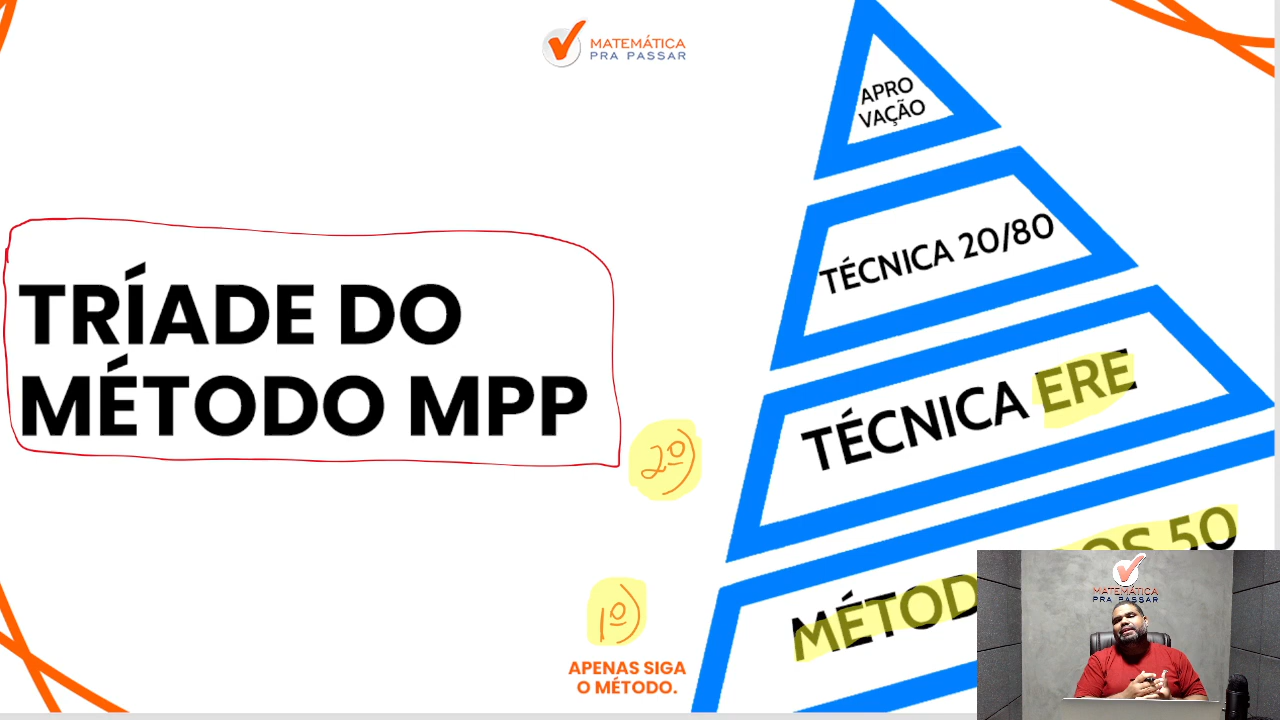 MATEMÁTICA
PRA PASSAR
APRO
VAÇÃO
TÉCNICA 20/80
TRÍADE DO
MÉTODO MPP
TÉCNICA ERE
2º)
50
1º)
APENAS SIGA
O MÉTODO.
MATEMÁTICA
PRA PASSAR